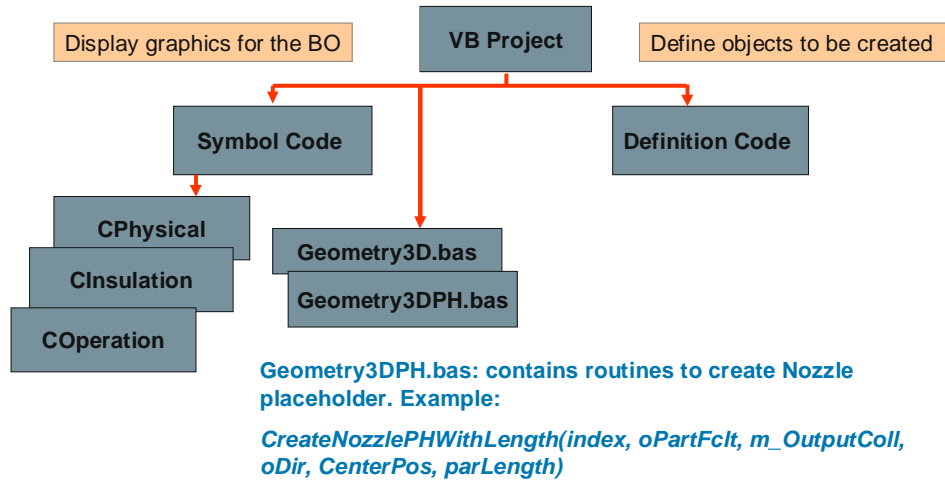 Display graphics for the BO
VB Project
Define objects to be created
Symbol Code
Definition Code
CPhysical
CInsulation
COperation
Geometry3D.bas
Geometry3DPH.bas
Geometry3DPH.bas: contains routines to create Nozzle
placeholder. Example:
CreateNozzlePHWithLength(index, oPartFclt, m_OutputColl,
oDir, CenterPos, parLength)